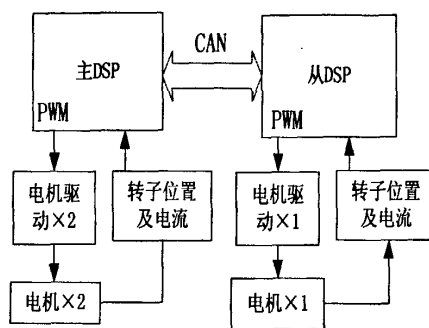 CAN
主DSP
从DSP
PWM
PWM
电机驱
动×2
转子位置
及电流
电机驱
动×1
转子位置
及电流
电机×2
电机×1